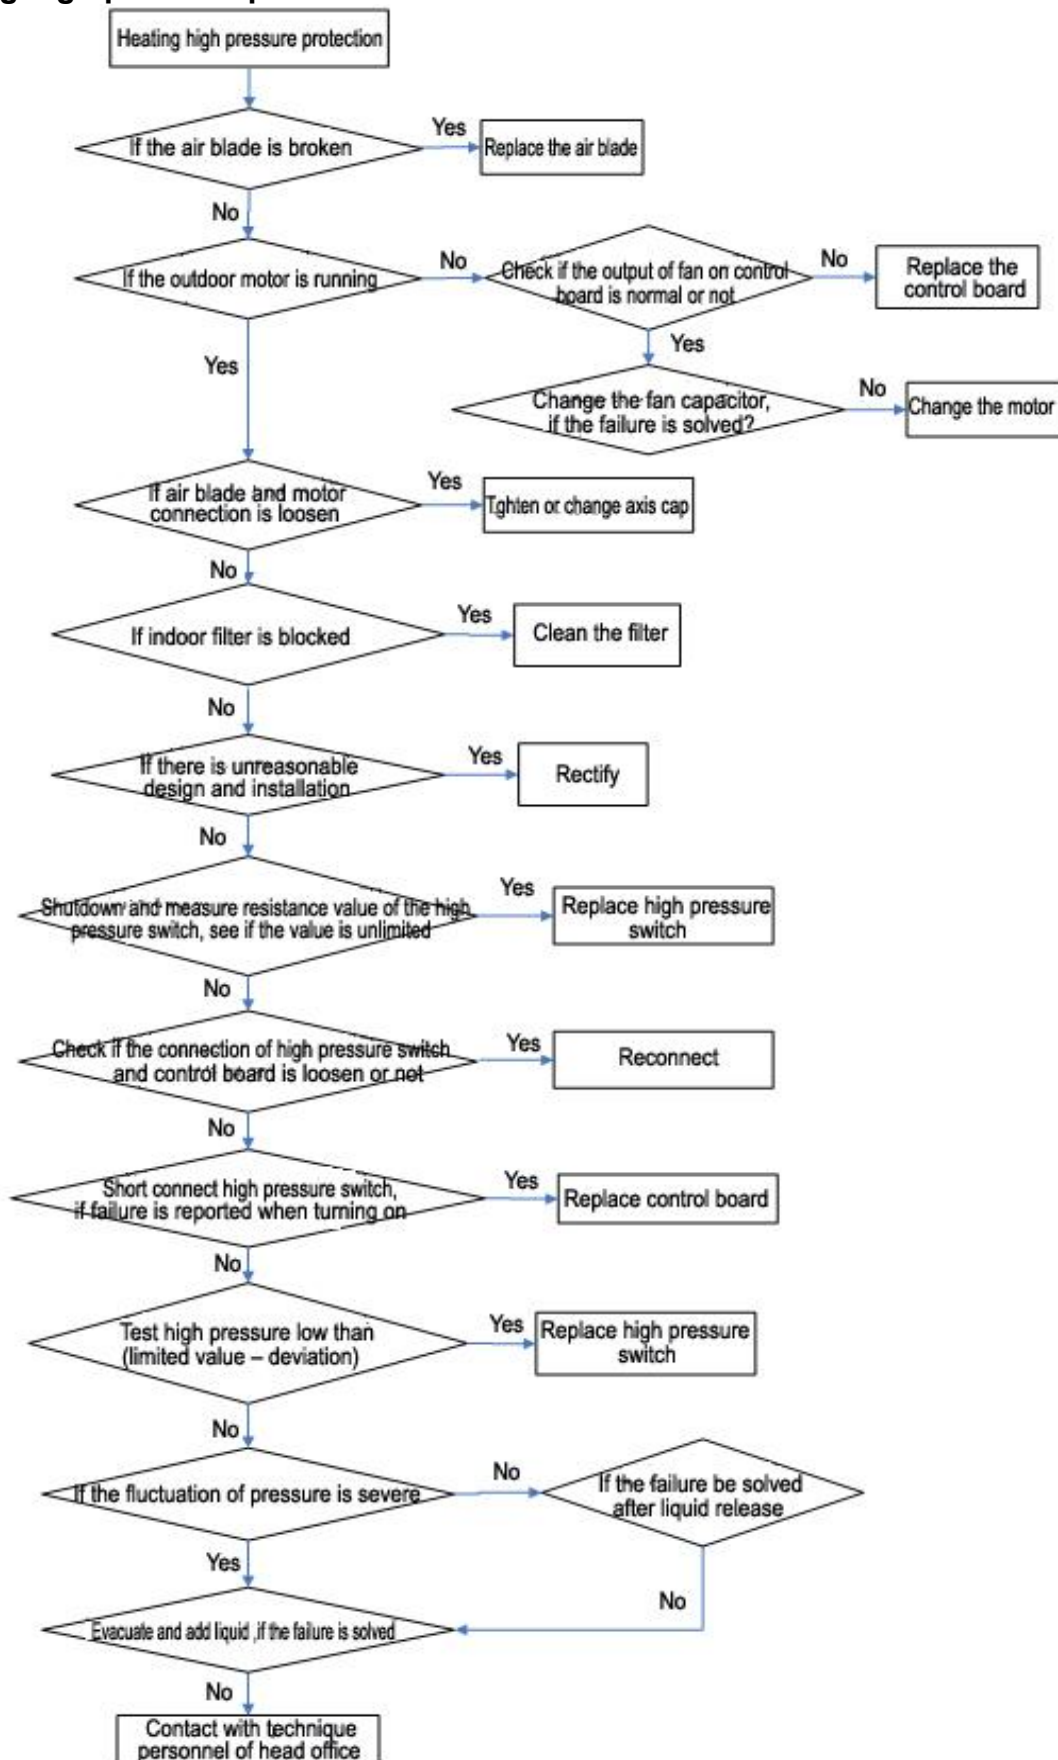 Heating high pressure protection
If the air blade is broken
Yes
Replace the air blade
No
If the outdoor motor is running
No
Check if the output of fan on control
board is normal or not
No
Replace the
control board
Yes
Yes
Change the fan capacitor,
if the failure is solved?
No
Change the motor
If air blade and motor
connection is loosen
Yes
Tghten or change axis cap
No
If indoor filter is blocked
Yes
Clean the filter
No
If there is unreasonable
design and installation
Yes
Rectify
No
Shutdown and measure resistance value of the high
pressure switch, see if the value is unlimited
Yes
Replace high pressure
switch
No
Check if the connection of high pressure switch
and control board is loosen or not
Yes
Reconnect
No
Short connect high pressure switch,
if failure is reported when turning on
Yes
Replace control board
No
Test high pressure low than
(limited value – deviation)
Yes
Replace high pressure
switch
No
If the fluctuation of pressure is severe
No
If the failure be solved
after liquid release
Yes
No
Evacuate and add liquid ,if the failure is solved
No
Contact with technique
personnel of head office